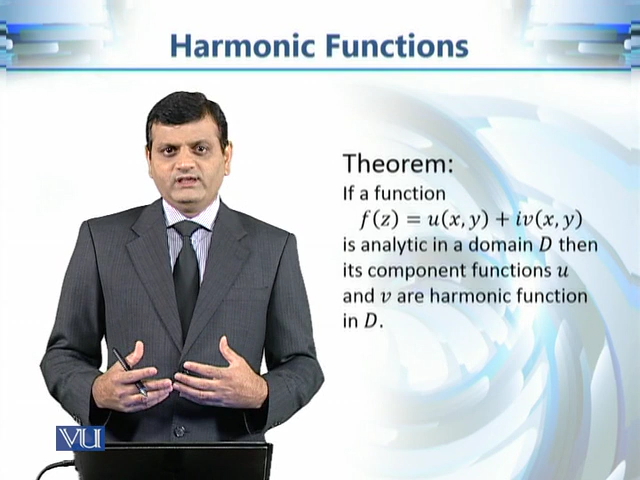 Harmonic Functions
Theorem:
If a function
f(z) = u(x, y) + iv(x, y)
is analytic in a domain D then
its component functions u
and v are harmonic function
in D.
VU